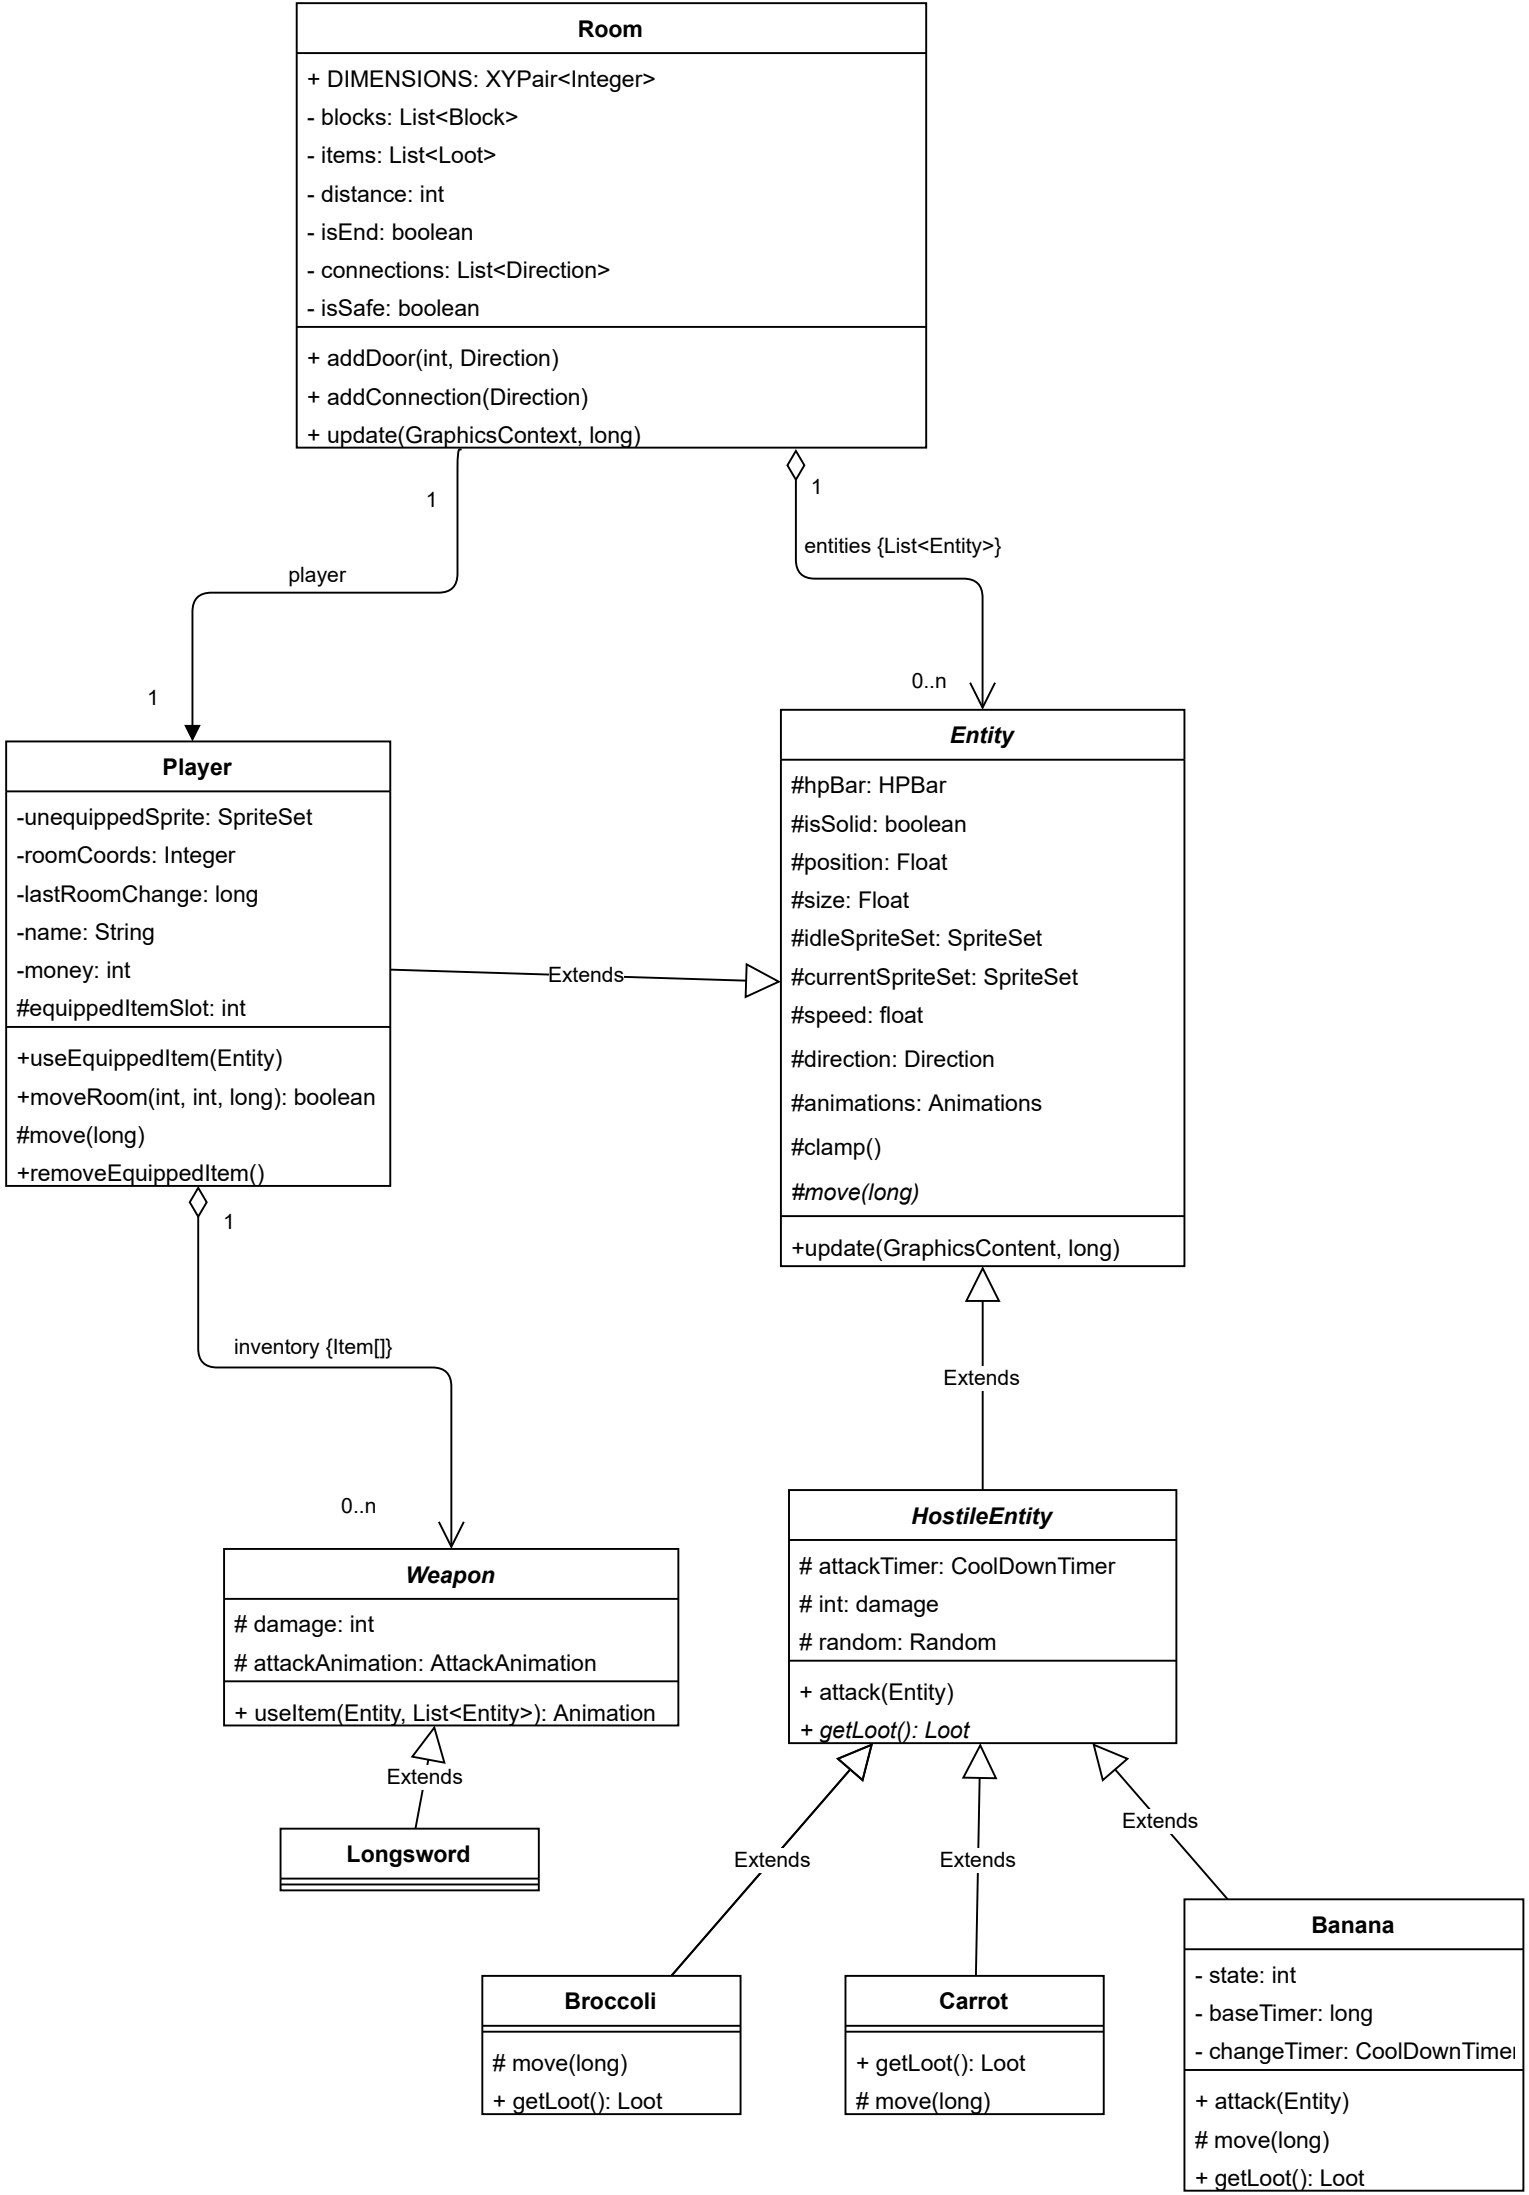 Room
+ DIMENSIONS: XYPair<Integer>
- blocks: List<Block>
- items: List<Loot>
- distance: int
- isEnd: boolean
- connections: List<Direction>
- isSafe: boolean
+ addDoor(int, Direction)
+ addConnection(Direction)
+ update(GraphicsContext, long)
1
1
entities {List<Entity>}
player
0..n
1
Player
-unequippedSprite: SpriteSet
-roomCoords: Integer
-lastRoomChange: long
-name: String
-money: int
#equippedItemSlot: int
+useEquippedItem(Entity)
+moveRoom(int, int, long): boolean
#move(long)
+removeEquippedItem()
Extends
Entity
#hpBar: HPBar
#isSolid: boolean
#position: Float
#size: Float
#idleSpriteSet: SpriteSet
#currentSpriteSet: SpriteSet
#speed: float
#direction: Direction
#animations: Animations
#clamp()
#move(long)
+update(GraphicsContent, long)
1
inventory {Item[]}
0..n
Extends
Weapon
# damage: int
# attackAnimation: AttackAnimation
+ useItem(Entity, List<Entity>): Animation
Extends
Longsword
HostileEntity
# attackTimer: CoolDownTimer
# int: damage
# random: Random
+ attack(Entity)
+ getLoot(): Loot
Extends
Extends
Extends
Broccoli
# move(long)
+ getLoot(): Loot
Carrot
+ getLoot(): Loot
# move(long)
Banana
- state: int
- baseTimer: long
- changeTimer: CoolDownTimer
+ attack(Entity)
# move(long)
+ getLoot(): Loot